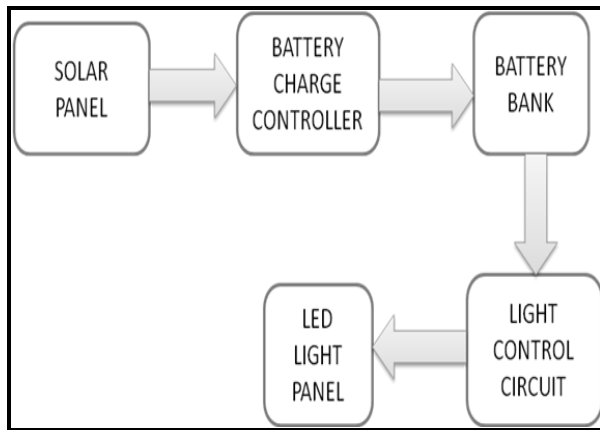 SOLAR
PANEL
BATTERY
CHARGE
CONTROLLER
BATTERY
BANK
LIGHT
CONTROL
CIRCUIT
LED
LIGHT
PANEL